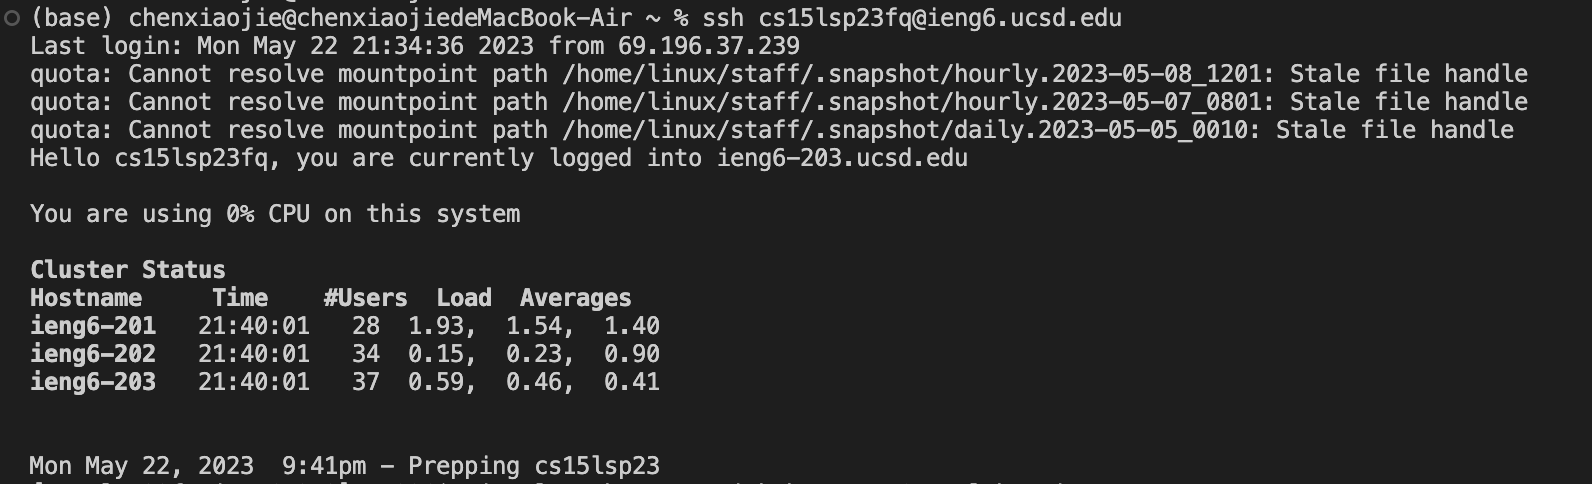 (base) chenxiaojie@chenxiaojiedeMacBook-Air ~ % ssh cs15lsp23fq@ieng6.ucsd.edu
Last login: Mon May 22 21:34:36 2023 from 69.196.37.239
quota: Cannot resolve mountpoint path /home/linux/staff/.snapshot/hourly.2023-05-08_1201: Stale file handle
quota: Cannot resolve mountpoint path /home/linux/staff/.snapshot/hourly.2023-05-07_0801: Stale file handle
quota: Cannot resolve mountpoint path /home/linux/staff/.snapshot/daily.2023-05-05_0010: Stale file handle
Hello cs15lsp23fq, you are currently logged into ieng6-203.ucsd.edu
You are using 0% CPU on this system
Cluster Status
Hostname     Time    #Users  Load  Averages
ieng6-201   21:40:01   28  1.93,  1.54,  1.40
ieng6-202   21:40:01   34  0.15,  0.23,  0.90
ieng6-203   21:40:01   37  0.59,  0.46,  0.41
Mon May 22, 2023  9:41pm - Prepping cs15lsp23